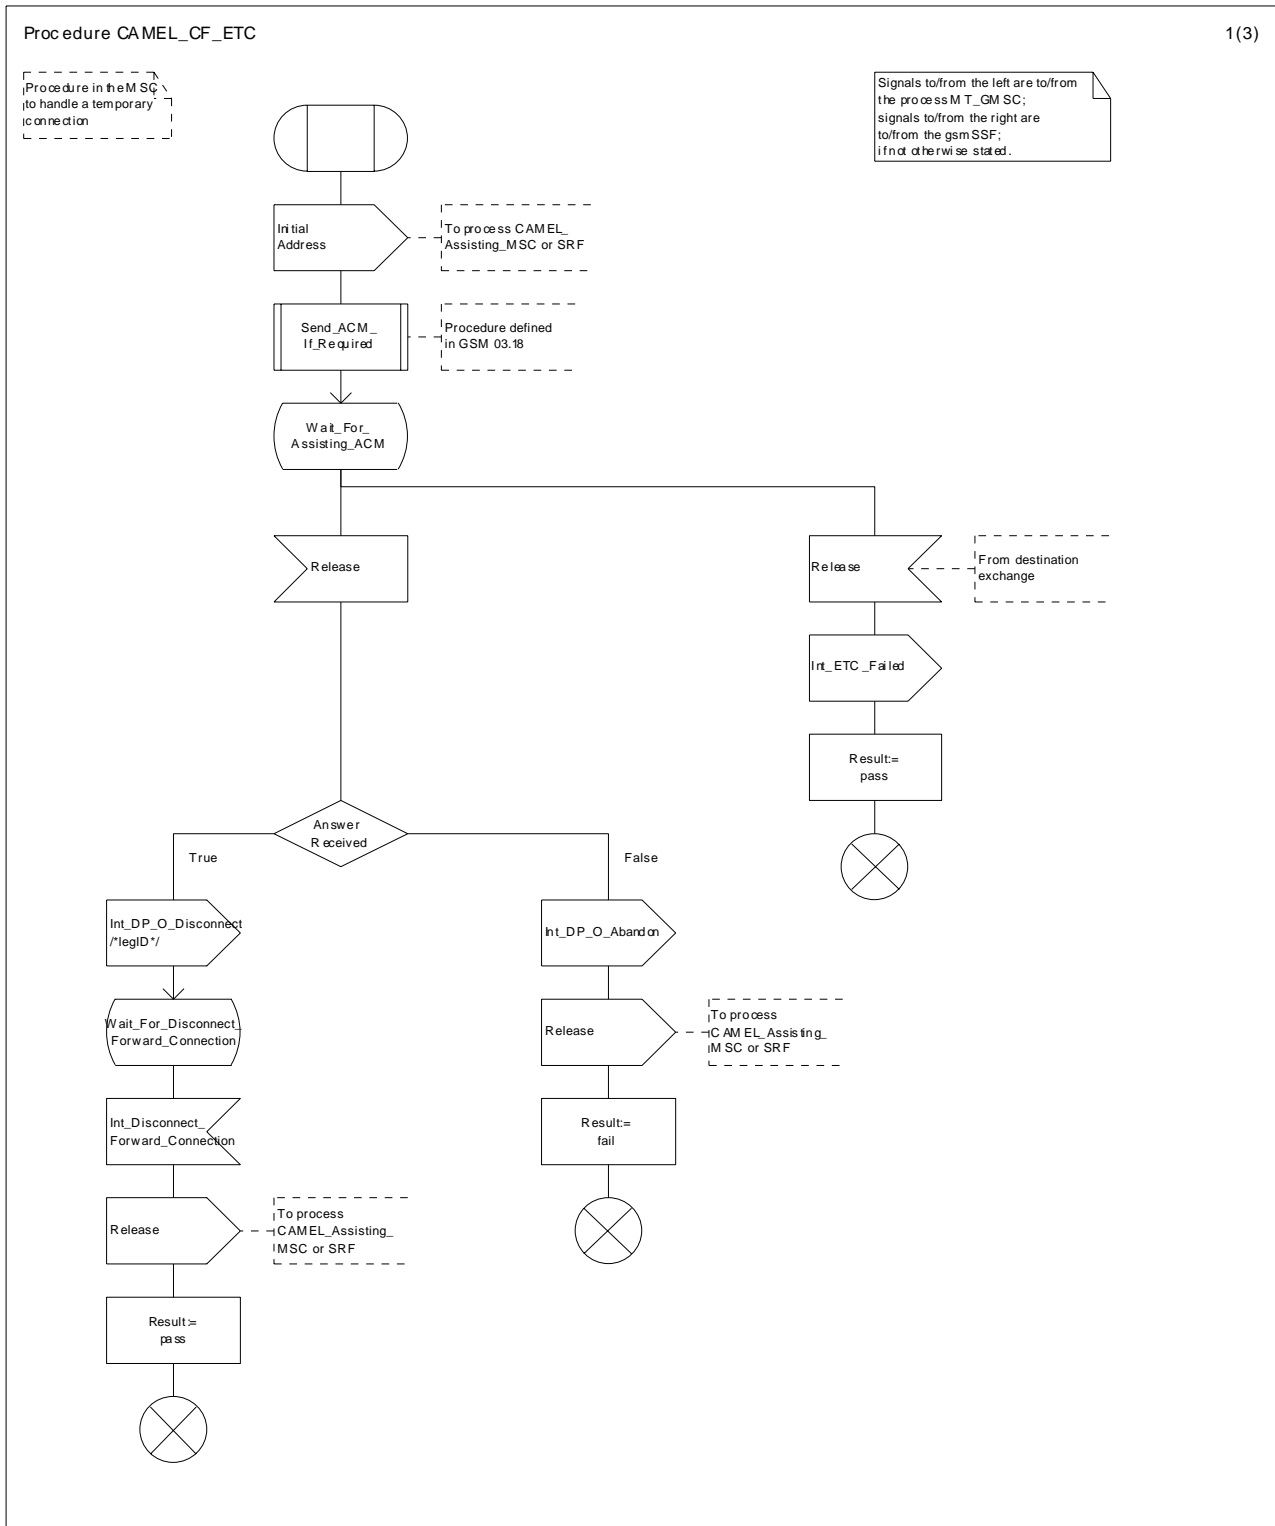 Procedure CAMEL_CF_ETC
1(3)
Procedure in the MSC
to handle a temporary
connection
Signals to/from the left are to/from
the process MT_GMSC;
signals to/from the right are
to/from the gsmSSF;
if not otherwise stated.
Initial
Address
To process CAMEL_
Assisting_MSC or SRF
Send_ACM_
If_Required
Procedure defined
in GSM 03.18
Wait_For_
Assisting_ACM
Release
Release
From destination
exchange
Int_ETC_Failed
Result:=
pass
Answer
Received
True
False
Int_DP_O_Disconnect
/*legID*/
Int_DP_O_Abandon
Wait_For_Disconnect_
Forward_Connection
Release
To process
CAMEL_Assisting_
MSC or SRF
Int_Disconnect_
Forward_Connection
Result:=
fail
Release
To process
CAMEL_Assisting_
MSC or SRF
Result:=
pass